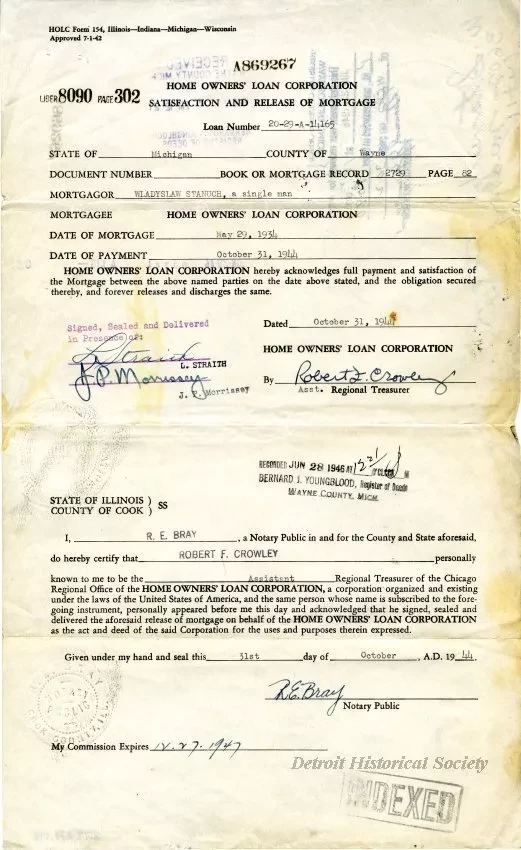 HOLC Form 154, Illinois—Indiana—Michigan—Wisconsin
Approved 7-1-42
A869267
LIBER 8090 PAGE 302
HOME OWNERS' LOAN CORPORATION
SATISFACTION AND RELEASE OF MORTGAGE
Loan Number 20-29-A-14165
STATE OF Michigan COUNTY OF Wayne
DOCUMENT NUMBER BOOK OR MORTGAGE RECORD 2729 PAGE 82
MORTGAGOR WLADYSLAW STANUCH, a single man
MORTGAGEE HOME OWNERS' LOAN CORPORATION
DATE OF MORTGAGE May 29, 1934
DATE OF PAYMENT October 31, 1944
HOME OWNERS' LOAN CORPORATION hereby acknowledges full payment and satisfaction of
the Mortgage between the above named parties on the date above stated, and the obligation secured
thereby, and forever releases and discharges the same.
Signed, Sealed and Delivered
in Presence of:
L. Straith
L. STRAITH
J. P. Morrissey
J. P. Morrissey
Dated October 31, 1944
HOME OWNERS' LOAN CORPORATION
By Robert F. Crowley
Asst. Regional Treasurer
RECORDED JUN 28 1946 AT O'CLOCK M
BERNARD J. YOUNGBLOOD, Register of Deeds
WAYNE COUNTY, MICH.
STATE OF ILLINOIS )
COUNTY OF COOK ) SS
I, R. E. BRAY, a Notary Public in and for the County and State aforesaid,
do hereby certify that ROBERT F. CROWLEY personally
known to me to be the Assistant Regional Treasurer of the Chicago
Regional Office of the HOME OWNERS' LOAN CORPORATION, a corporation organized and existing
under the laws of the United States of America, and the same person whose name is subscribed to the fore-
going instrument, personally appeared before me this day and acknowledged that he signed, sealed and
delivered the aforesaid release of mortgage on behalf of the HOME OWNERS' LOAN CORPORATION
as the act and deed of the said Corporation for the uses and purposes therein expressed.
Given under my hand and seal this 31st day of October, A.D. 1944.
R.E. Bray
Notary Public
My Commission Expires 12.27.1947
Detroit Historical Society
INDEXED